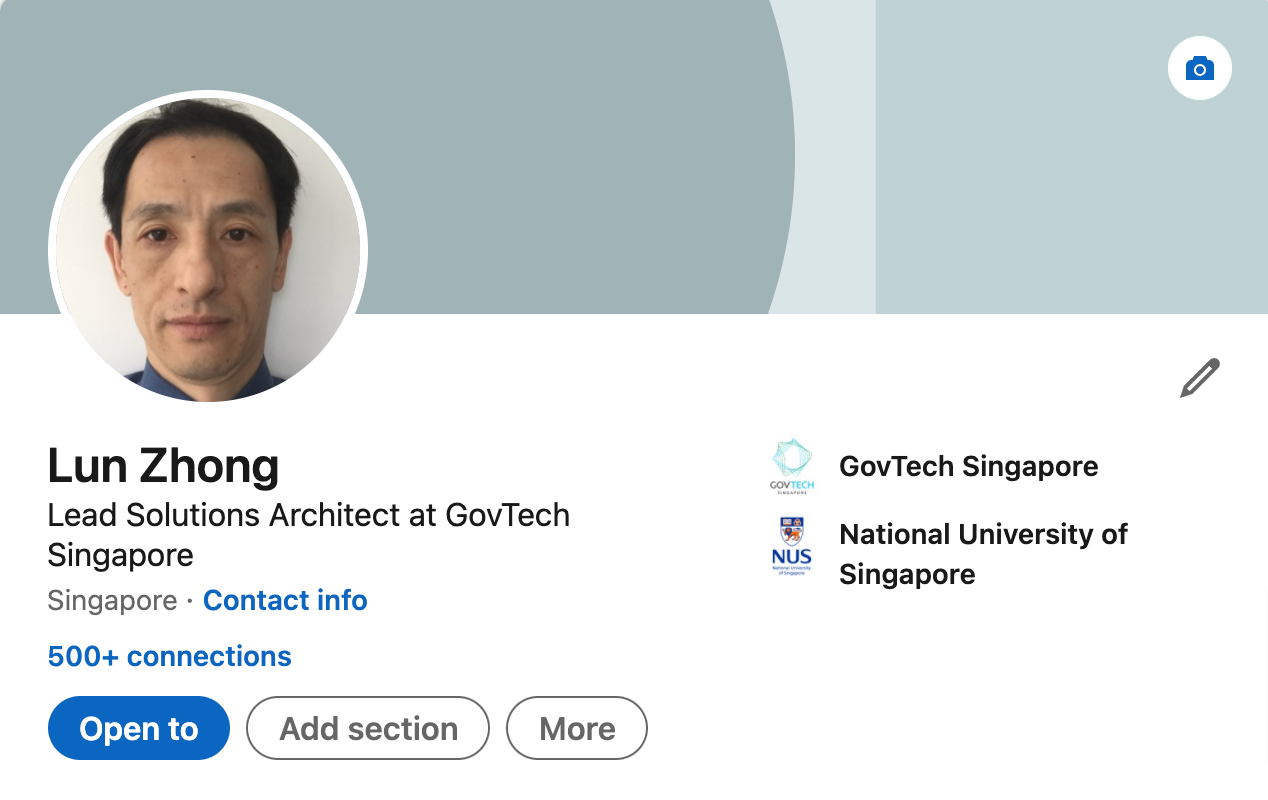 Lun Zhong
Lead Solutions Architect at GovTech
Singapore
Singapore · Contact info
500+ connections
Open to
Add section
More
GOVTECH
SINGAPORE
GovTech Singapore
NUS
National University
of Singapore
National University of
Singapore